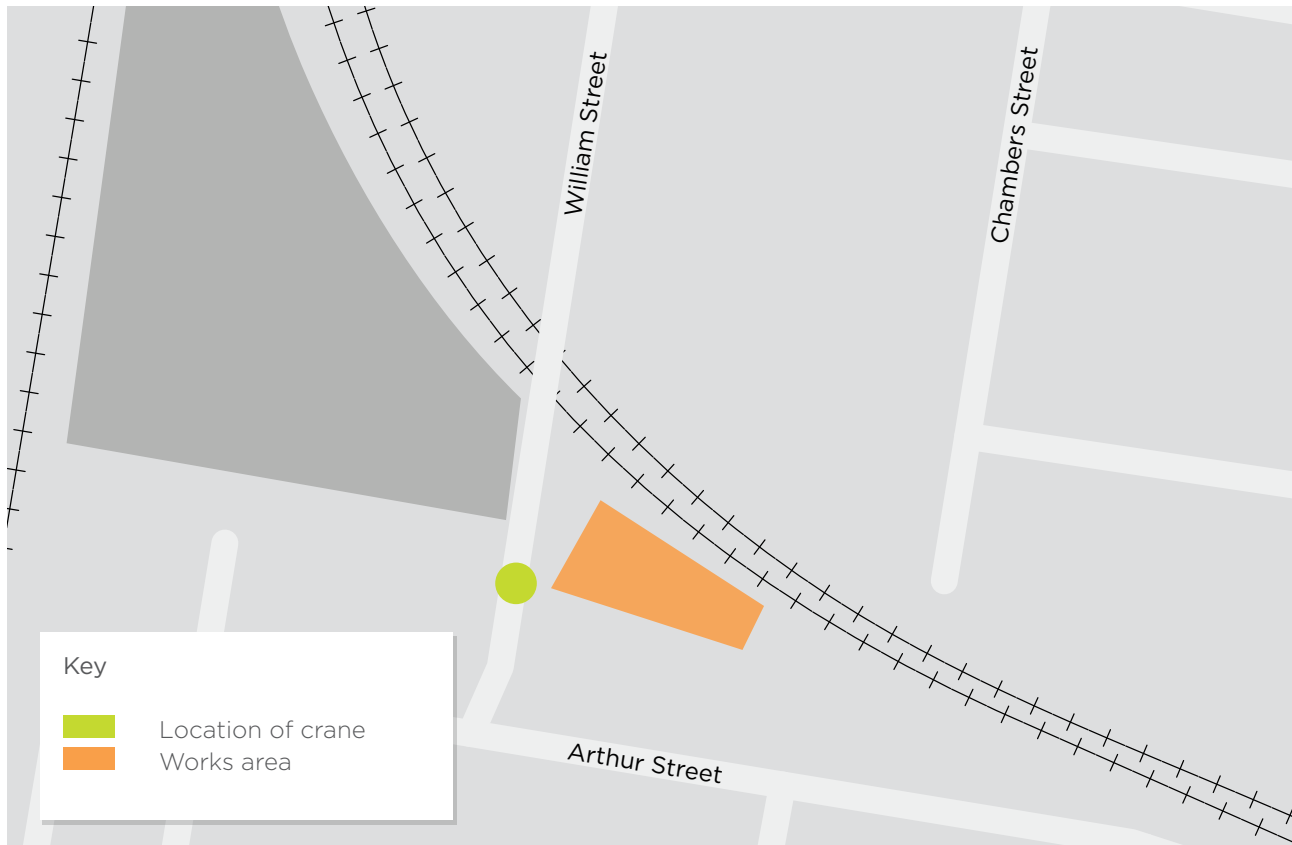 William Street
Chambers Street
Key
Location of crane
Works area
Arthur Street